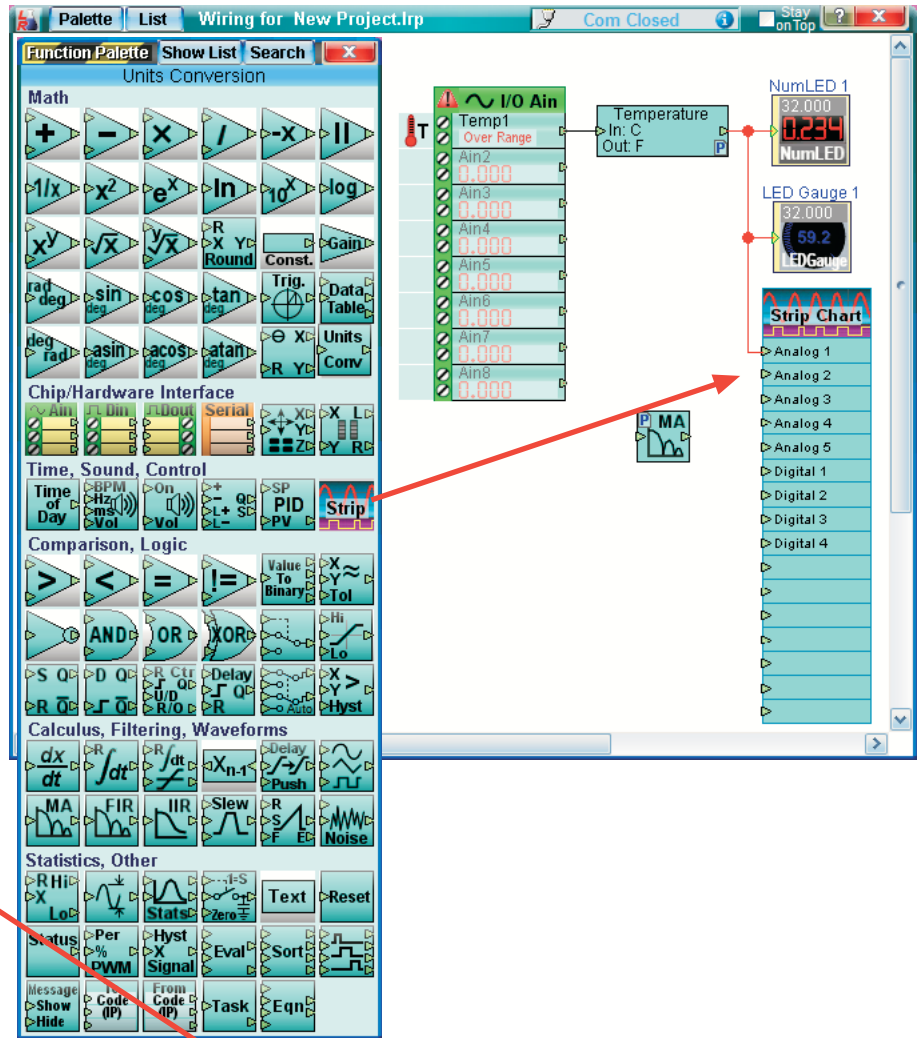 Palette List Wiring for New Project.lrp Com Closed Stay on Top ?
Function Palette Show List Search
Units Conversion
Math
+ − × / -X ||
1/x x² eˣ ln 10ˣ log
xʸ √x ʸ√x R X Y Round Const. Gain
rad deg sin deg cos deg tan deg Trig. Data Table
deg rad asin deg acos deg atan deg Θ X R Y Units Conv
Chip/Hardware Interface
Ain Din Dout Serial X Y Z X L Y R
Time, Sound, Control
Time of Day BPM Hz ms Vol On Vol + − L+ L− Q S SP PID PV Strip
Comparison, Logic
> < = != Value To Binary X Y ≈ Tol
AND OR XOR Hi Lo
S Q R Q̅ D Q Q̅ R Ctr Q U/D R/O Delay Q R Auto X Y > Hyst
Calculus, Filtering, Waveforms
dx/dt R ∫dt R ∫dt Xn-1 Delay Push
MA FIR IIR Slew R S F E Noise
Statistics, Other
R Hi X Lo Stats 1=S Zero Text Reset
Status Per % PWM Hyst X Signal Eval Sort
Message Show Hide To Code (IP) From Code (IP) Task Eqn
I/O Ain
T Temp1
Over Range
Ain2
0.000
Ain3
0.000
Ain4
0.000
Ain5
0.000
Ain6
0.000
Ain7
0.000
Ain8
0.000
Temperature
In: C
Out: F P
NumLED 1
32.000
0.234
NumLED
LED Gauge 1
32.000
59.2
LEDGauge
P MA
Strip Chart
Analog 1
Analog 2
Analog 3
Analog 4
Analog 5
Digital 1
Digital 2
Digital 3
Digital 4